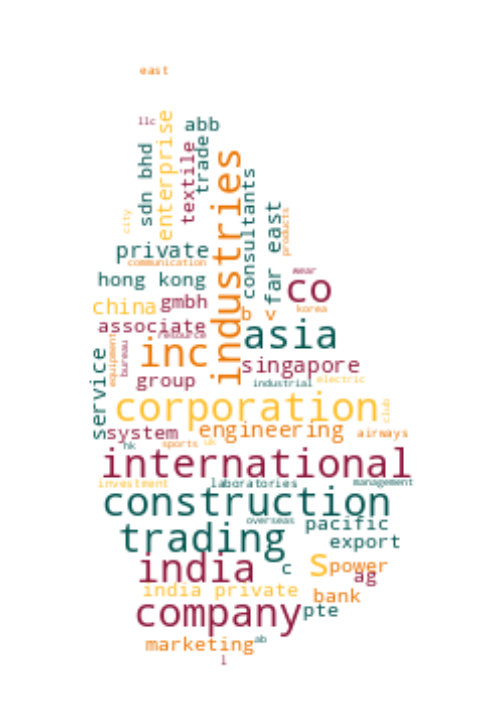 east
llc
abb
enterprise
sdn bhd
textile
trade
industries
consultants
city
far east
products
private
communication
wear
hong kong
co
china
gmbh
korea
b v
associate
resource
asia
inc
equipment
bureau
singapore
service
group
industrial
electric
corporation
club
system
engineering
airways
hk
sports
uk
international
investment
laboratories
management
construction
overseas
pacific
trading
export
india
c
s
power
ag
india private
bank
company
pte
marketing
ab
l